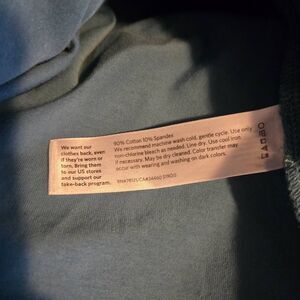 We want our
clothes back, even
if they're worn or
torn. Bring them
to our US stores
and support our
take-back program.
90% Cotton 10% Spandex
We recommend machine wash cold, gentle cycle. Use only
non-chlorine bleach as needed. Line dry. Use cool iron
if necessary. May be dry cleaned. Color transfer may
occur with wearing and washing on dark colors.